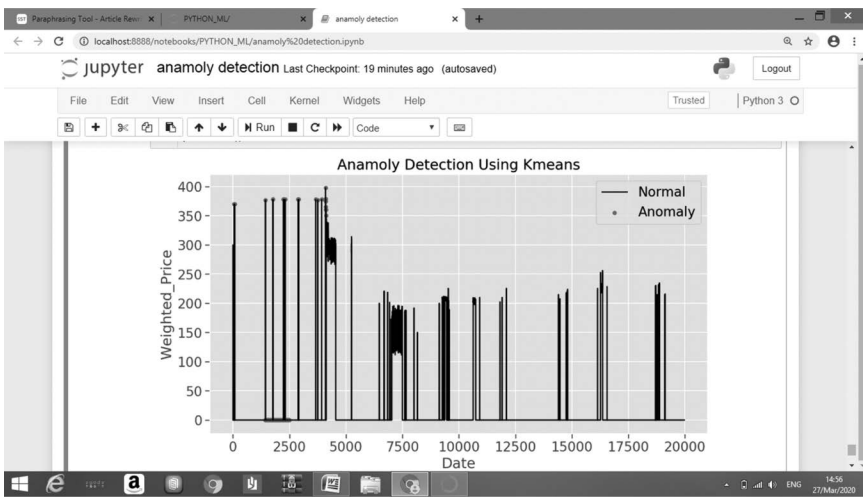 Paraphrasing Tool - Article Rewr
PYTHON_ML/
anamoly detection
localhost:8888/notebooks/PYTHON_ML/anamoly%20detection.ipynb
jupyter anamoly detection Last Checkpoint: 19 minutes ago (autosaved)
Logout
File Edit View Insert Cell Kernel Widgets Help
Trusted Python 3
Run Code
Anamoly Detection Using Kmeans
Normal
Anomaly
Weighted_Price
400
350
300
250
200
150
100
50
0
0 2500 5000 7500 10000 12500 15000 17500 20000
Date
ENG
14:56
27/Mar/2020